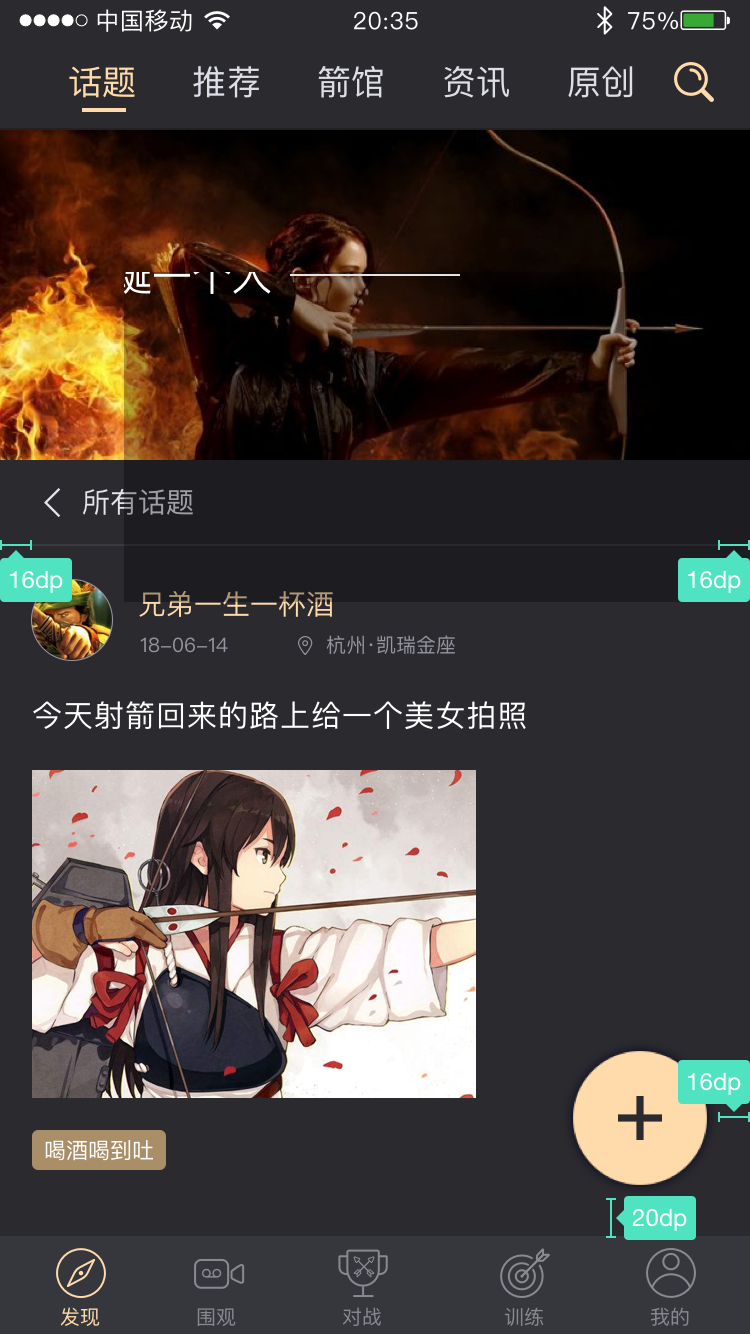 中国移动 20:35 75%
话题 推荐 箭馆 资讯 原创
一个人
所有话题
16dp 16dp
兄弟一生一杯酒
18-06-14 杭州·凯瑞金座
今天射箭回来的路上给一个美女拍照
16dp
喝酒喝到吐
20dp
发现 围观 对战 训练 我的